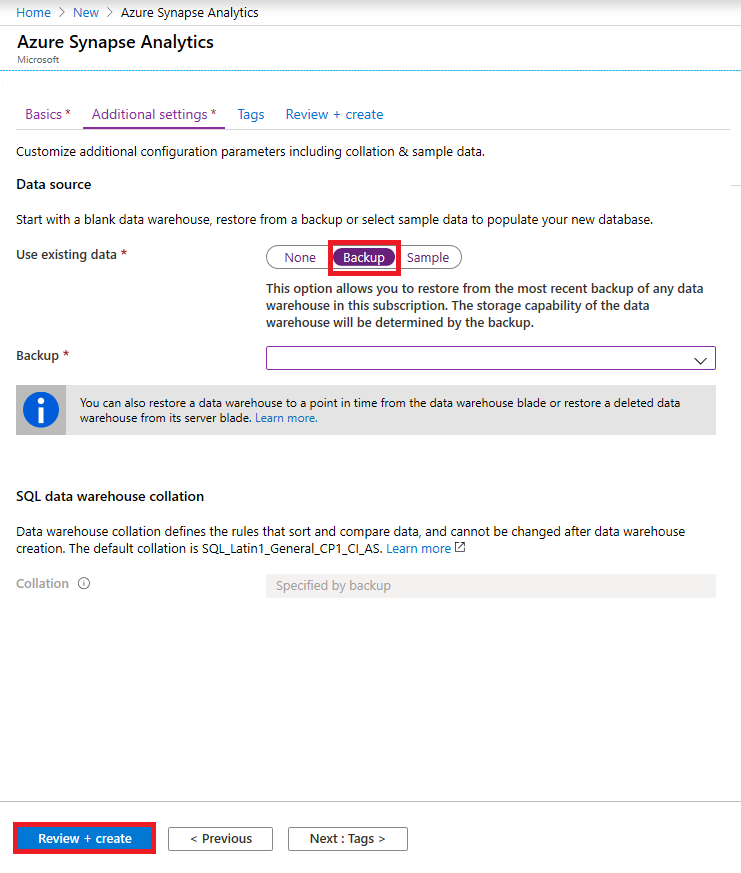 Home > New > Azure Synapse Analytics
Azure Synapse Analytics
Microsoft
Basics * Additional settings * Tags Review + create
Customize additional configuration parameters including collation & sample data.
Data source
Start with a blank data warehouse, restore from a backup or select sample data to populate your new database.
Use existing data * None Backup Sample
This option allows you to restore from the most recent backup of any data
warehouse in this subscription. The storage capability of the data
warehouse will be determined by the backup.
Backup *
You can also restore a data warehouse to a point in time from the data warehouse blade or restore a deleted data
warehouse from its server blade. Learn more.
SQL data warehouse collation
Data warehouse collation defines the rules that sort and compare data, and cannot be changed after data warehouse
creation. The default collation is SQL_Latin1_General_CP1_CI_AS. Learn more
Collation Specified by backup
Review + create < Previous Next : Tags >